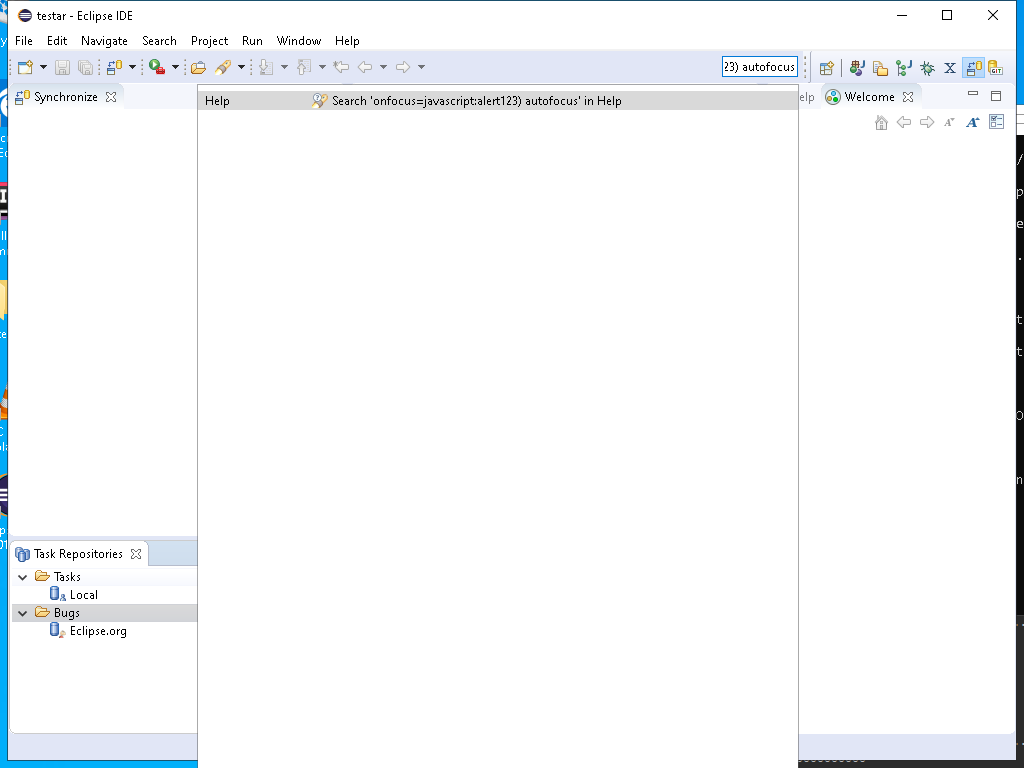 testar - Eclipse IDE
File Edit Navigate Search Project Run Window Help
23) autofocus
Synchronize
Help Search 'onfocus=javascript:alert123) autofocus' in Help
elp Welcome
Task Repositories
Tasks
Local
Bugs
Eclipse.org